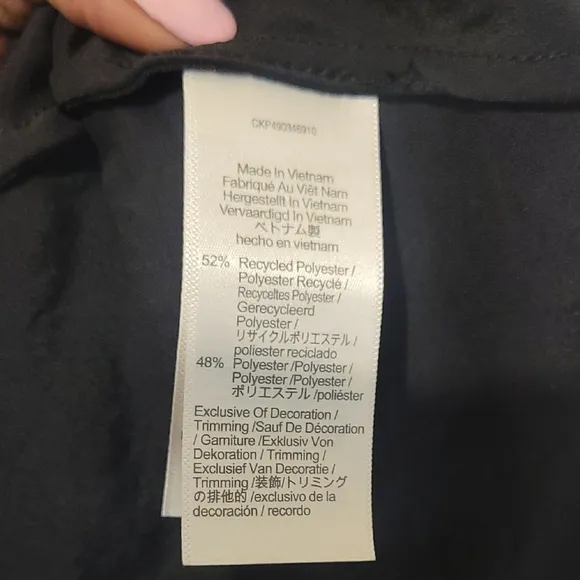 CKP490346910
Made In Vietnam
Fabriqué Au Viêt Nam
Hergestellt In Vietnam
Vervaardigd In Vietnam
ベトナム製
hecho en vietnam
52% Recycled Polyester /
Polyester Recyclé /
Recyceltes Polyester /
Gerecycleerd
Polyester /
リサイクルポリエステル /
poliester reciclado
48% Polyester /Polyester /
Polyester /Polyester /
ポリエステル /poliéster
Exclusive Of Decoration /
Trimming /Sauf De Décoration
/ Garniture /Exklusiv Von
Dekoration / Trimming /
Exclusief Van Decoratie /
Trimming /装飾/トリミング
の排他的 /exclusivo de la
decoración / recordo